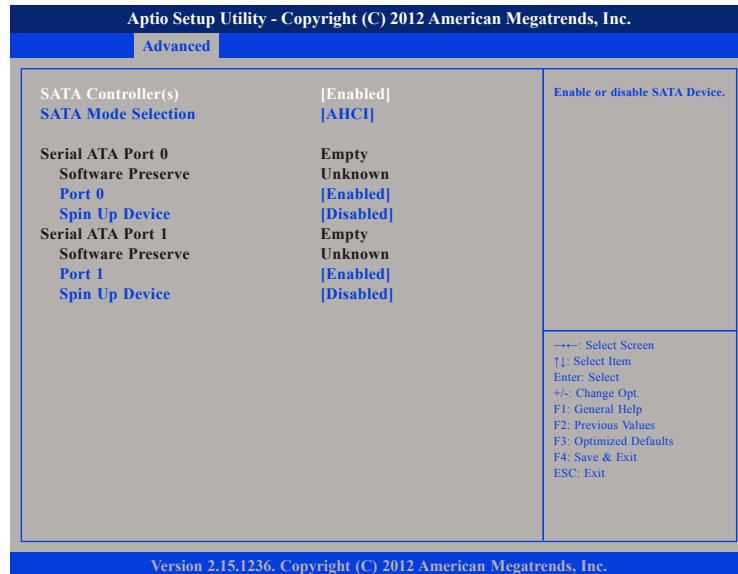 Aptio Setup Utility - Copyright (C) 2012 American Megatrends, Inc.
Advanced
SATA Controller(s) [Enabled]
SATA Mode Selection [AHCI]
Serial ATA Port 0 Empty
Software Preserve Unknown
Port 0 [Enabled]
Spin Up Device [Disabled]
Serial ATA Port 1 Empty
Software Preserve Unknown
Port 1 [Enabled]
Spin Up Device [Disabled]
Enable or disable SATA Device.
→←: Select Screen
↑↓: Select Item
Enter: Select
+/-: Change Opt.
F1: General Help
F2: Previous Values
F3: Optimized Defaults
F4: Save & Exit
ESC: Exit
Version 2.15.1236. Copyright (C) 2012 American Megatrends, Inc.